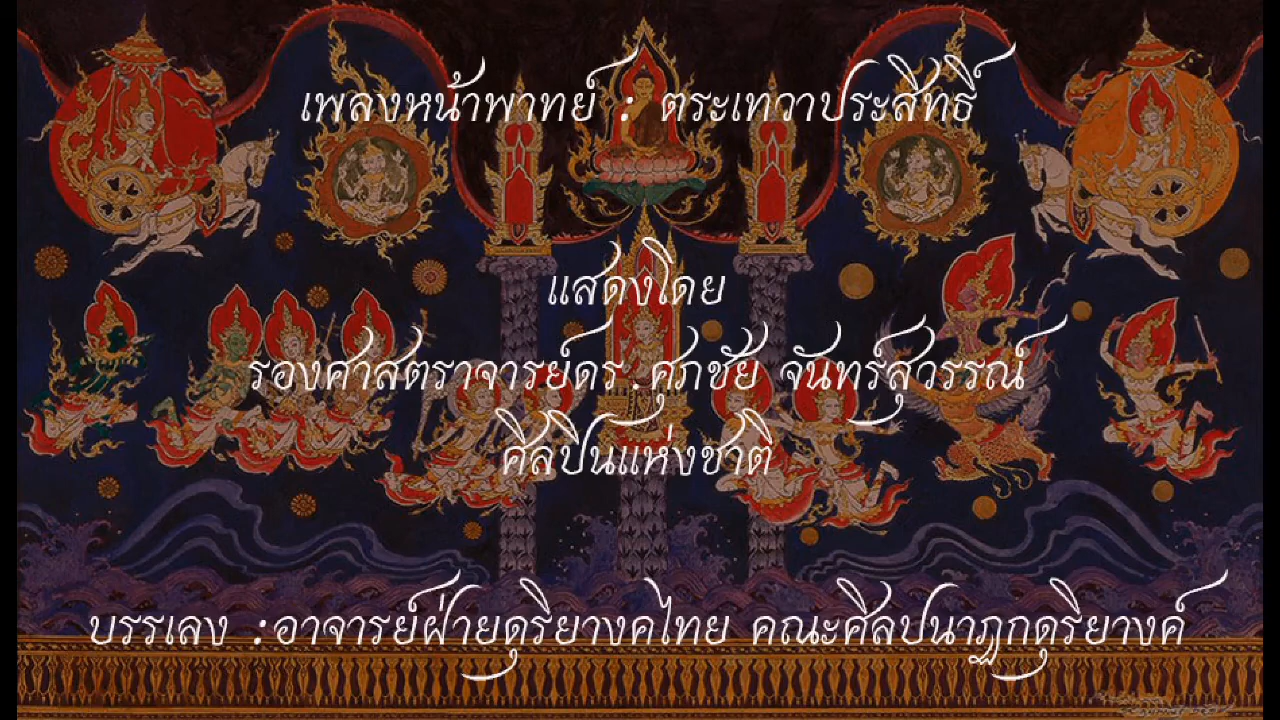 เพลงหน้าพาทย์ : ตระเทวาประสิทธิ์
แสดงโดย
รองศาสตราจารย์ดร.ศุภชัย จันทร์สุวรรณ์
ศิลปินแห่งชาติ
บรรเลง :อาจารย์ฝ่ายดุริยางคไทย คณะศิลปนาฏกดุริยางค์